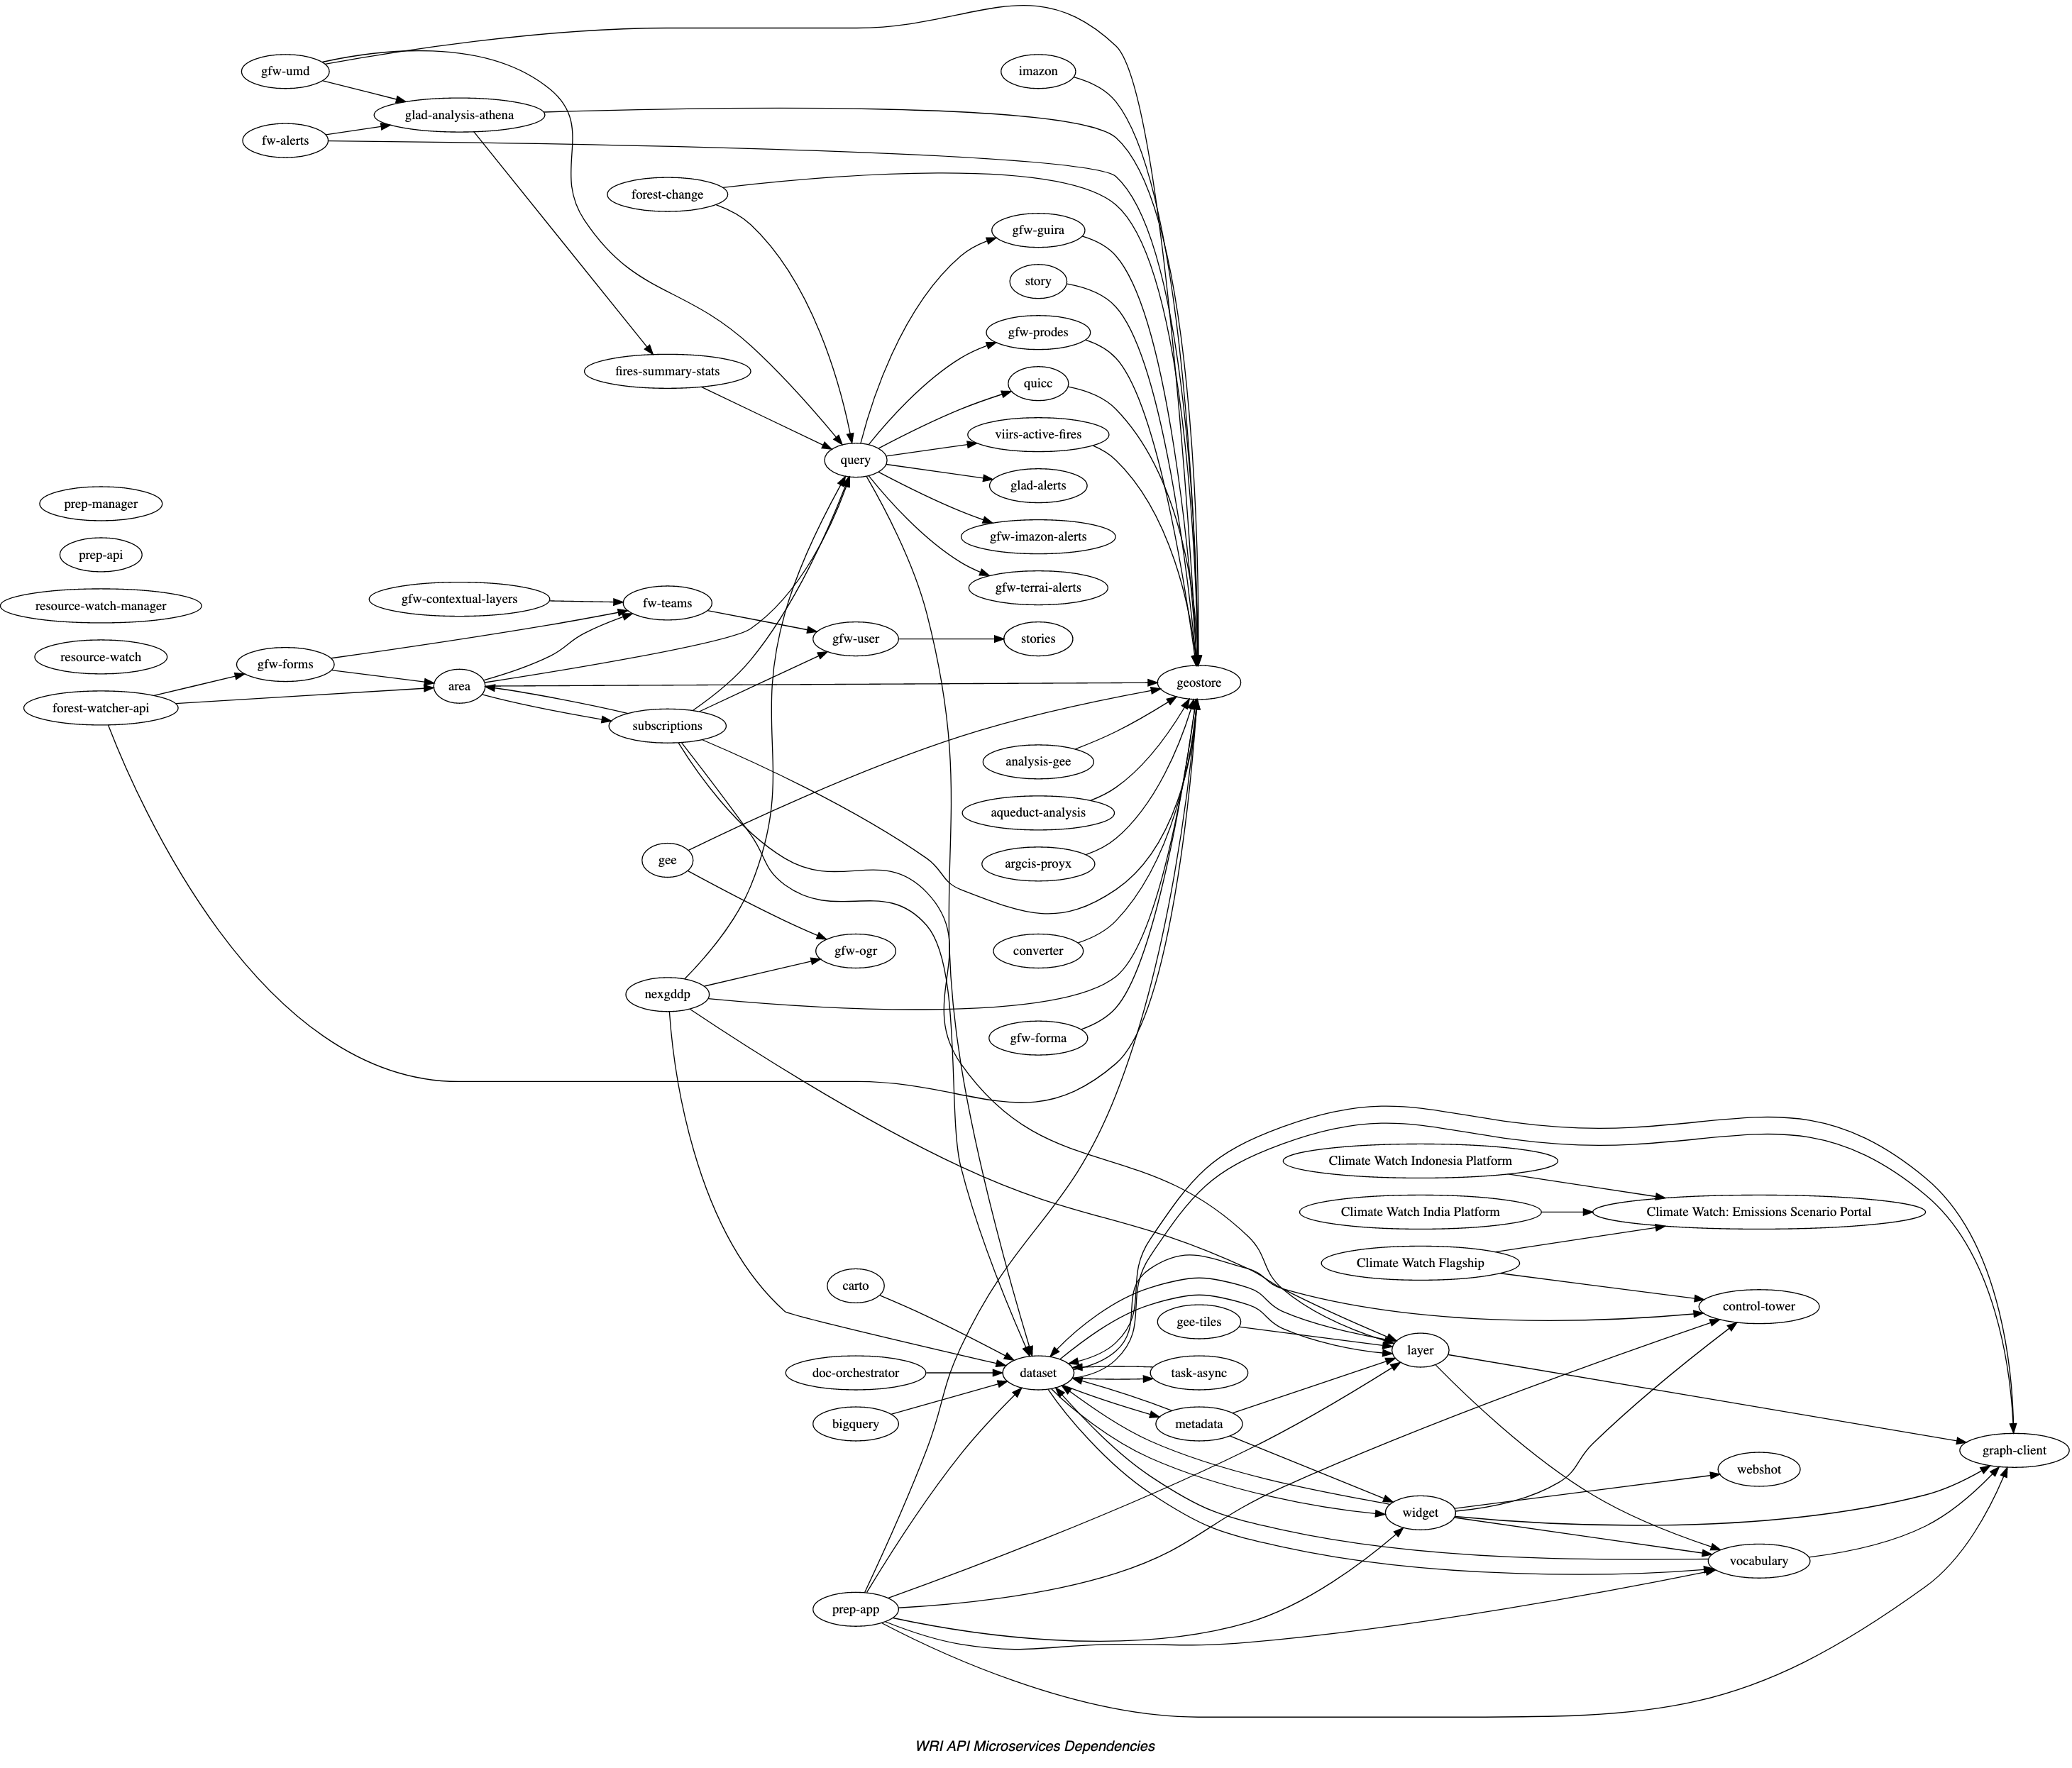 gfw-umd
imazon
glad-analysis-athena
fw-alerts
forest-change
gfw-guira
story
gfw-prodes
fires-summary-stats
quicc
viirs-active-fires
query
glad-alerts
prep-manager
gfw-imazon-alerts
prep-api
gfw-terrai-alerts
gfw-contextual-layers
fw-teams
resource-watch-manager
gfw-user
stories
resource-watch
gfw-forms
area
geostore
forest-watcher-api
subscriptions
analysis-gee
aqueduct-analysis
gee
argcis-proyx
gfw-ogr
converter
nexgddp
gfw-forma
Climate Watch Indonesia Platform
Climate Watch India Platform
Climate Watch: Emissions Scenario Portal
Climate Watch Flagship
carto
control-tower
gee-tiles
layer
doc-orchestrator
dataset
task-async
bigquery
metadata
graph-client
webshot
widget
vocabulary
prep-app
WRI API Microservices Dependencies